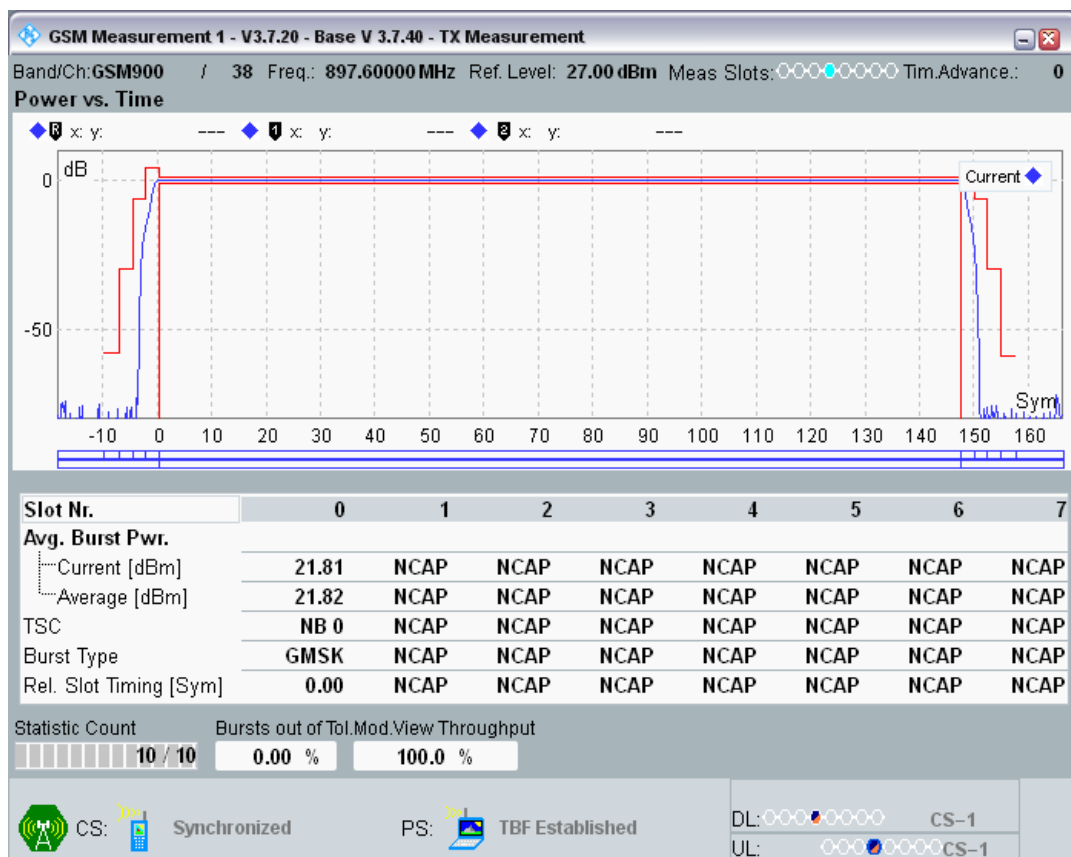 GSM Measurement 1 - V3.7.20 - Base V 3.7.40 - TX Measurement
Band/Ch:GSM900 / 38 Freq.: 897.60000 MHz Ref. Level: 27.00 dBm Meas Slots: Tim.Advance.: 0
Power vs. Time
R x: y: --- 1 x: y: --- 2 x: y: ---
dB
Current
0
-50
Sym
-10 0 10 20 30 40 50 60 70 80 90 100 110 120 130 140 150 160
Slot Nr. 0 1 2 3 4 5 6 7
Avg. Burst Pwr.
Current [dBm] 21.81 NCAP NCAP NCAP NCAP NCAP NCAP NCAP
Average [dBm] 21.82 NCAP NCAP NCAP NCAP NCAP NCAP NCAP
TSC NB 0 NCAP NCAP NCAP NCAP NCAP NCAP NCAP
Burst Type GMSK NCAP NCAP NCAP NCAP NCAP NCAP NCAP
Rel. Slot Timing [Sym] 0.00 NCAP NCAP NCAP NCAP NCAP NCAP NCAP
Statistic Count Bursts out of Tol.Mod.View Throughput
10 / 10 0.00 % 100.0 %
CS: Synchronized PS: TBF Established DL: CS-1
UL: CS-1